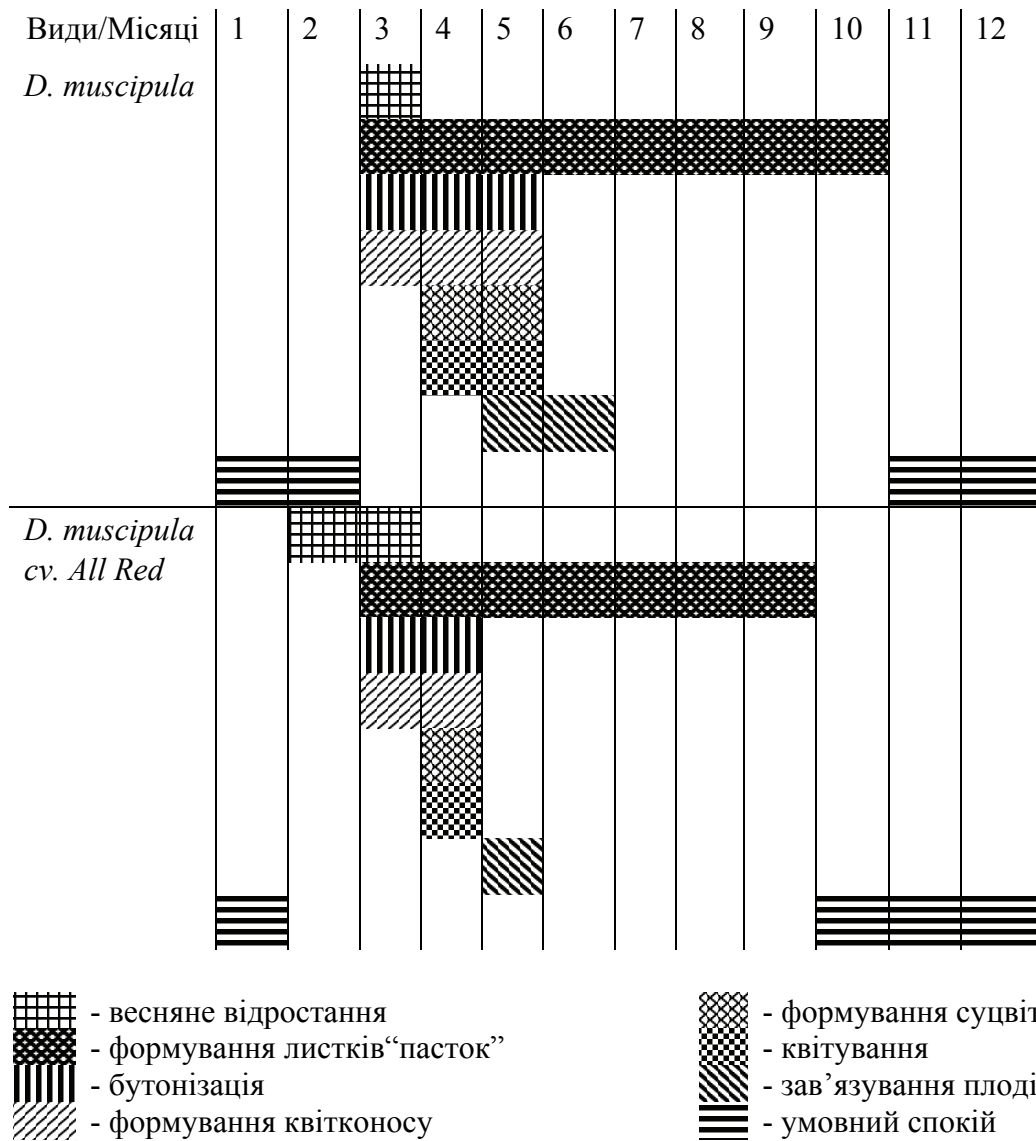 Види/Місяці 1 2 3 4 5 6 7 8 9 10 11 12
D. muscipula
D. muscipula
cv. All Red
- весняне відростання
- формування листків“пасток”
- бутонізація
- формування квітконосу
- формування суцвіт
- квітування
- зав’язування плоді
- умовний спокій